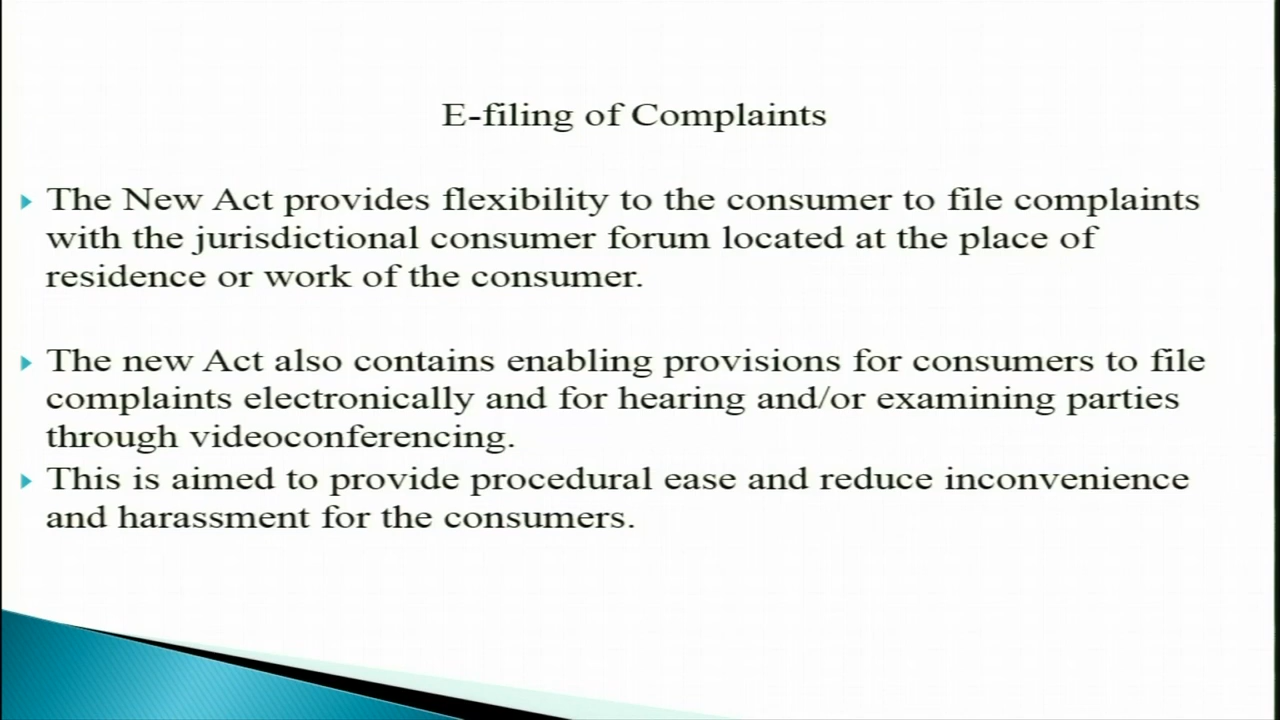 E-filing of Complaints
The New Act provides flexibility to the consumer to file complaints
with the jurisdictional consumer forum located at the place of
residence or work of the consumer.
The new Act also contains enabling provisions for consumers to file
complaints electronically and for hearing and/or examining parties
through videoconferencing.
This is aimed to provide procedural ease and reduce inconvenience
and harassment for the consumers.